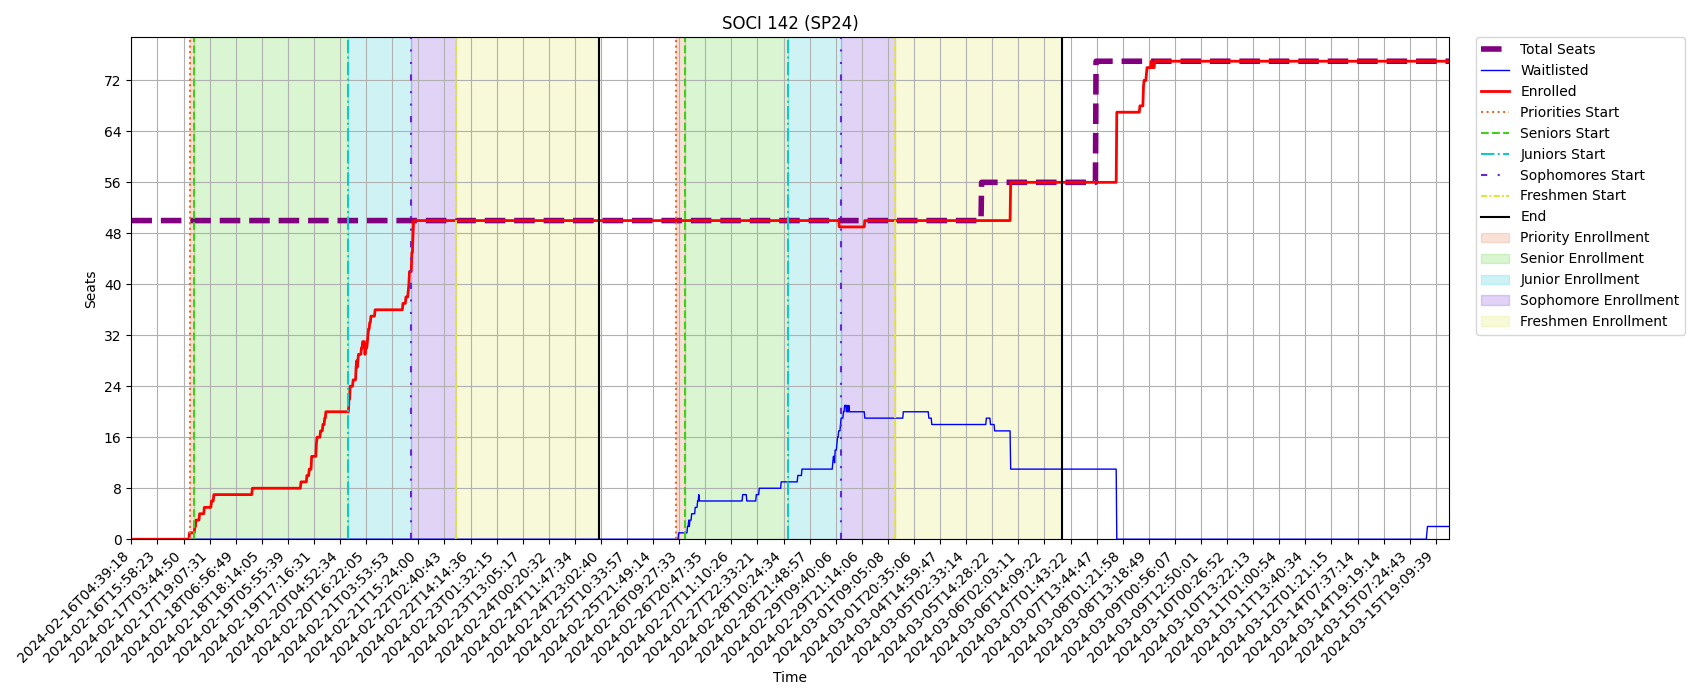 SOCI 142 (SP24)
Seats
72
64
56
48
40
32
24
16
8
0
2024-02-16T04:39:18
2024-02-16T15:58:23
2024-02-17T03:44:50
2024-02-17T19:07:31
2024-02-18T06:56:49
2024-02-18T18:14:05
2024-02-19T05:55:39
2024-02-19T17:16:31
2024-02-20T04:52:34
2024-02-20T16:22:05
2024-02-21T03:53:53
2024-02-21T15:24:00
2024-02-22T02:40:43
2024-02-22T14:14:36
2024-02-23T01:32:15
2024-02-23T13:05:17
2024-02-24T00:20:32
2024-02-24T11:47:34
2024-02-24T23:02:40
2024-02-25T10:33:57
2024-02-25T21:49:14
2024-02-26T09:27:33
2024-02-26T20:47:35
2024-02-27T11:10:26
2024-02-27T22:33:21
2024-02-28T10:24:34
2024-02-28T21:48:57
2024-02-29T09:40:06
2024-02-29T21:14:06
2024-03-01T09:05:08
2024-03-01T20:35:06
2024-03-04T14:59:47
2024-03-05T02:33:14
2024-03-05T14:28:22
2024-03-06T02:03:11
2024-03-06T14:09:22
2024-03-07T01:43:22
2024-03-07T13:44:47
2024-03-08T01:21:58
2024-03-08T13:18:49
2024-03-09T00:56:07
2024-03-09T12:50:01
2024-03-10T00:26:52
2024-03-10T13:22:13
2024-03-11T01:00:54
2024-03-11T13:40:34
2024-03-12T01:21:15
2024-03-14T07:37:14
2024-03-14T19:19:14
2024-03-15T07:24:43
2024-03-15T19:09:39
Time
Total Seats
Waitlisted
Enrolled
Priorities Start
Seniors Start
Juniors Start
Sophomores Start
Freshmen Start
End
Priority Enrollment
Senior Enrollment
Junior Enrollment
Sophomore Enrollment
Freshmen Enrollment